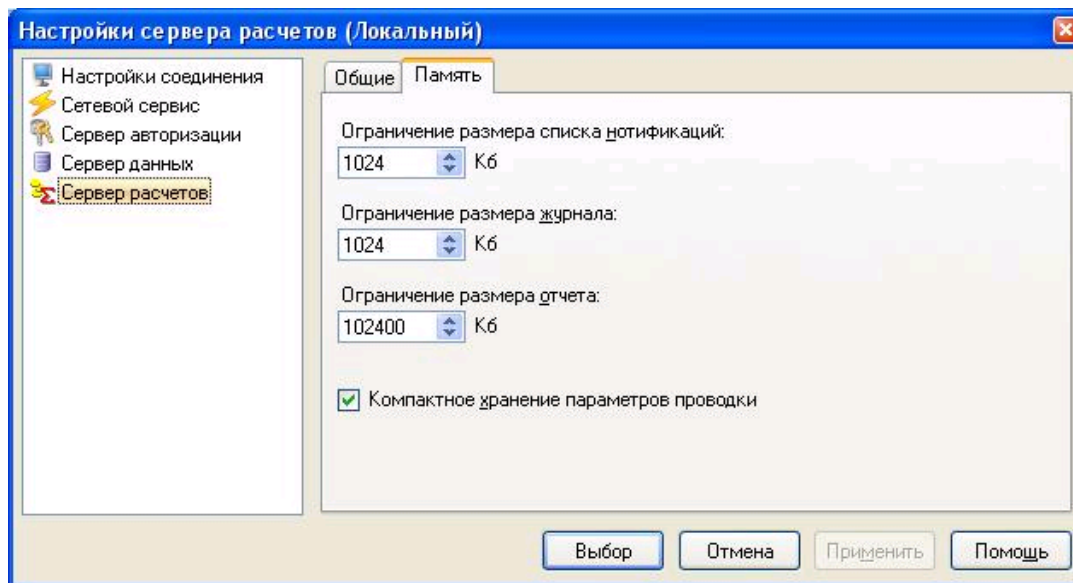 Настройки сервера расчетов (Локальный)
Настройки соединения
Сетевой сервис
Сервер авторизации
Сервер данных
Сервер расчетов
Общие
Память
Ограничение размера списка нотификаций:
1024 Кб
Ограничение размера журнала:
1024 Кб
Ограничение размера отчета:
102400 Кб
Компактное хранение параметров проводки
Выбор
Отмена
Применить
Помощь